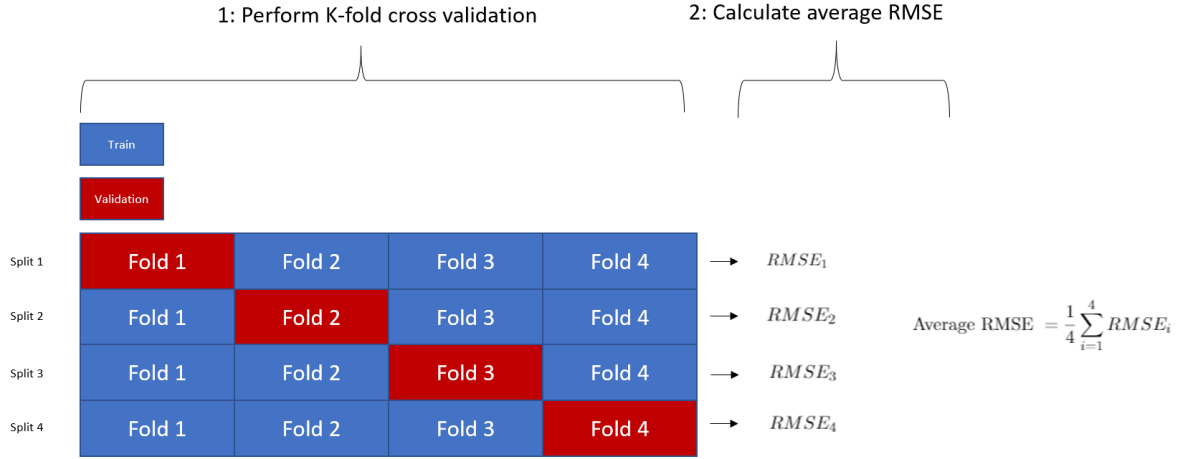 1: Perform K-fold cross validation
2: Calculate average RMSE
Train
Validation
Split 1 Fold 1 Fold 2 Fold 3 Fold 4 → RMSE₁
Split 2 Fold 1 Fold 2 Fold 3 Fold 4 → RMSE₂
Split 3 Fold 1 Fold 2 Fold 3 Fold 4 → RMSE₃
Split 4 Fold 1 Fold 2 Fold 3 Fold 4 → RMSE₄
Average RMSE = 1/4 ∑_{i=1}^{4} RMSE_i